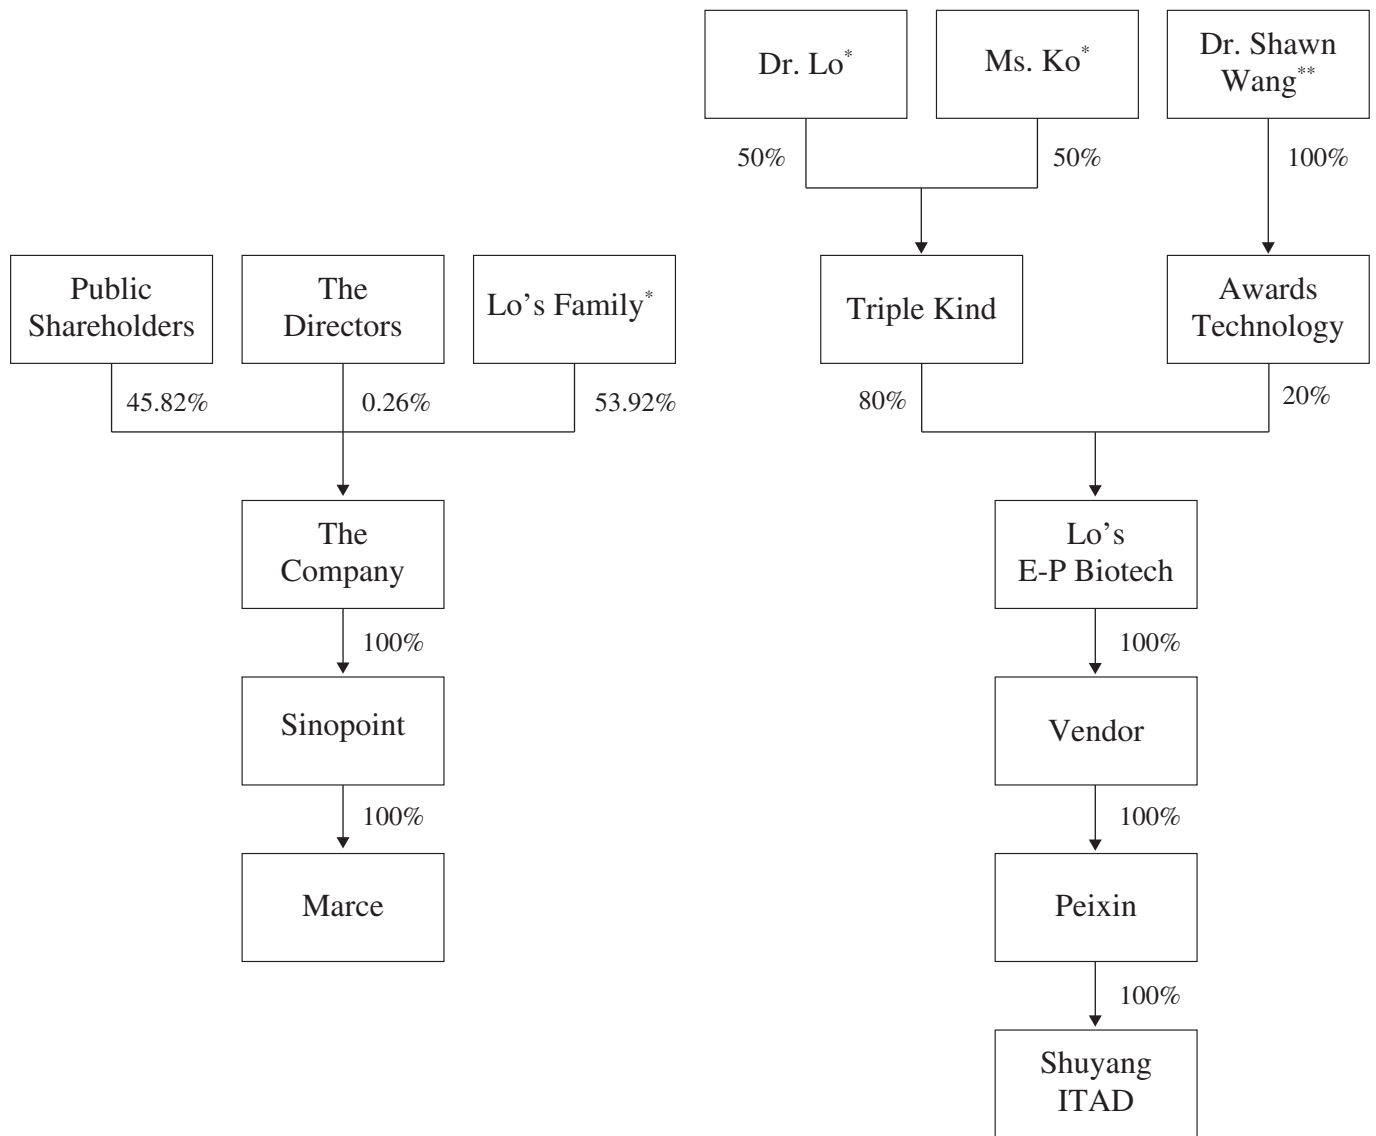 Dr. Lo*
Ms. Ko*
Dr. Shawn
Wang**
50%
50%
100%
Public
Shareholders
The
Directors
Lo’s Family*
Triple Kind
Awards
Technology
45.82%
0.26%
53.92%
80%
20%
The
Company
Lo’s
E-P Biotech
100%
100%
Sinopoint
Vendor
100%
100%
Marce
Peixin
100%
Shuyang
ITAD